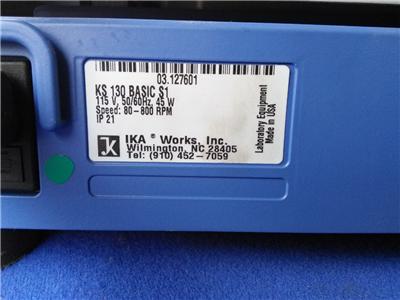 03.127601
KS 130 BASIC S1
115 V, 50/60Hz, 45 W
Speed: 80-800 RPM
IP 21
IKA ® Works, Inc.
Wilmington, NC 28405
Tel: (910) 452-7059
Laboratory Equipment
Made in USA